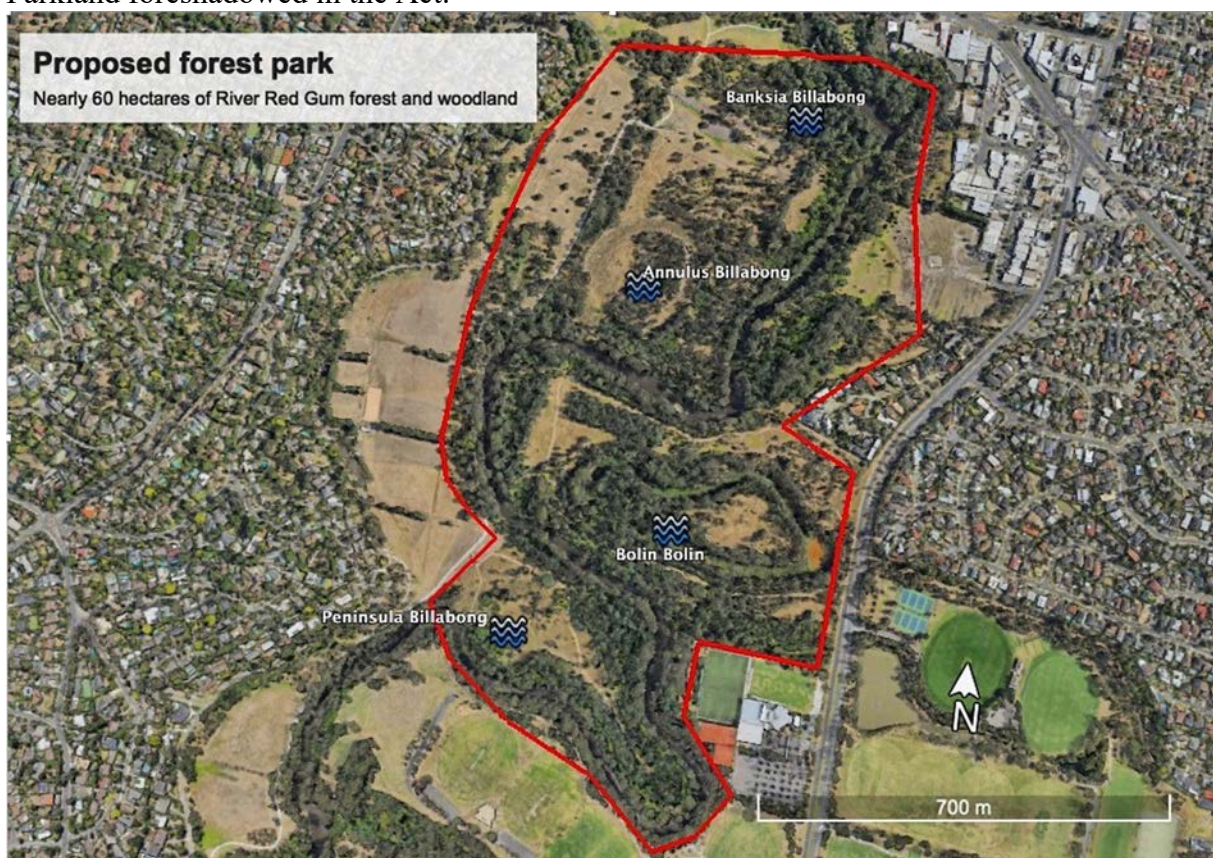 Parkland foreshadowed in the Act.
Proposed forest park
Nearly 60 hectares of River Red Gum forest and woodland
Banksia Billabong
Annulus Billabong
Bolin Bolin
Peninsula Billabong
N
700 m